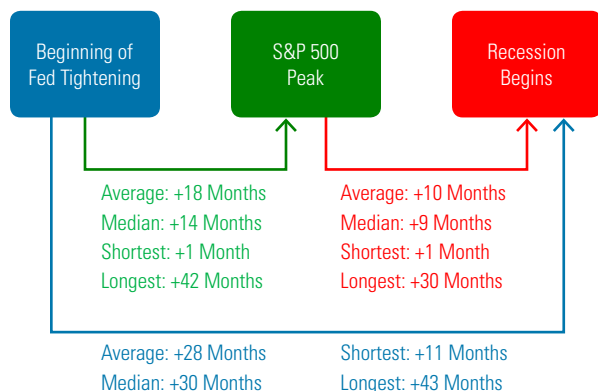 Beginning of
Fed Tightening
S&P 500
Peak
Recession
Begins
Average: +18 Months
Median: +14 Months
Shortest: +1 Month
Longest: +42 Months
Average: +10 Months
Median: +9 Months
Shortest: +1 Month
Longest: +30 Months
Average: +28 Months
Median: +30 Months
Shortest: +11 Months
Longest: +43 Months